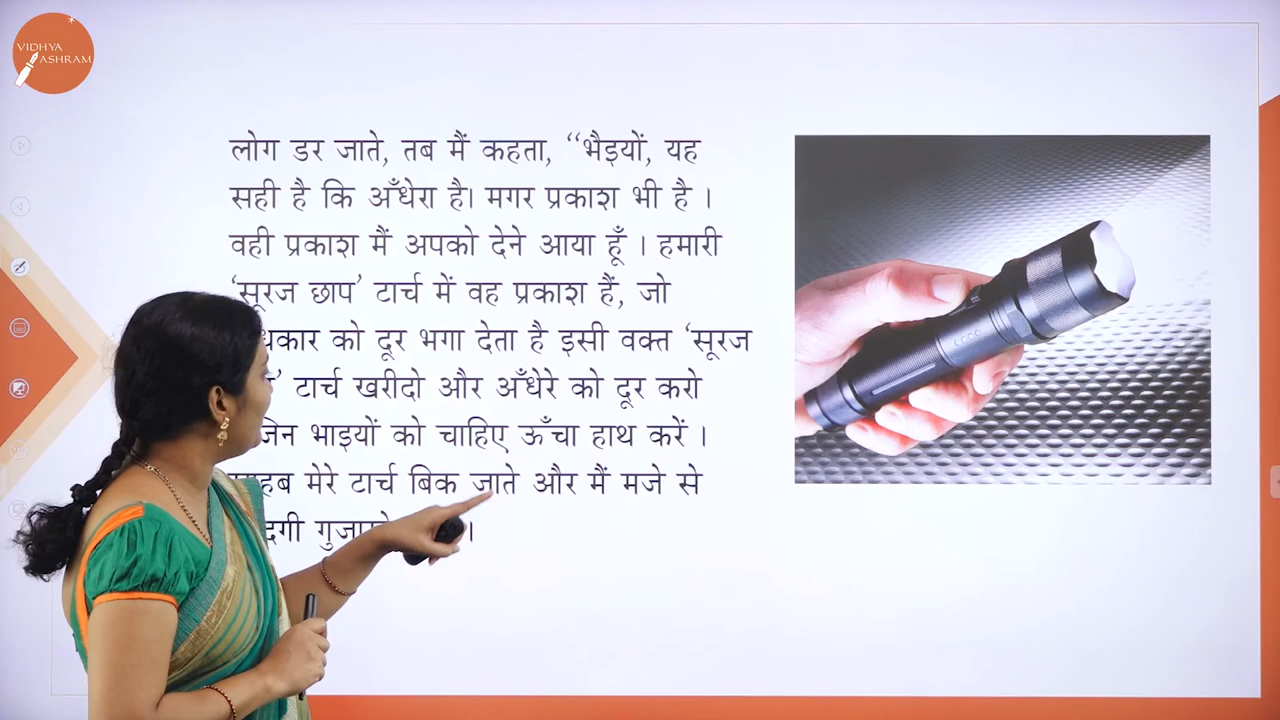 VIDHYA
ASHRAM
लोग डर जाते, तब मैं कहता, ‘‘भैइयों, यह
सही है कि अँधेरा है। मगर प्रकाश भी है ।
वही प्रकाश मैं अपको देने आया हूँ । हमारी
‘सूरज छाप’ टार्च में वह प्रकाश हैं, जो
को दूर भगा देता है इसी वक्त ‘सूरज
टार्च खरीदो और अँधेरे को दूर करो
भाइयों को चाहिए ऊँचा हाथ करें ।
मेरे टार्च बिक जाते और मैं मजे से